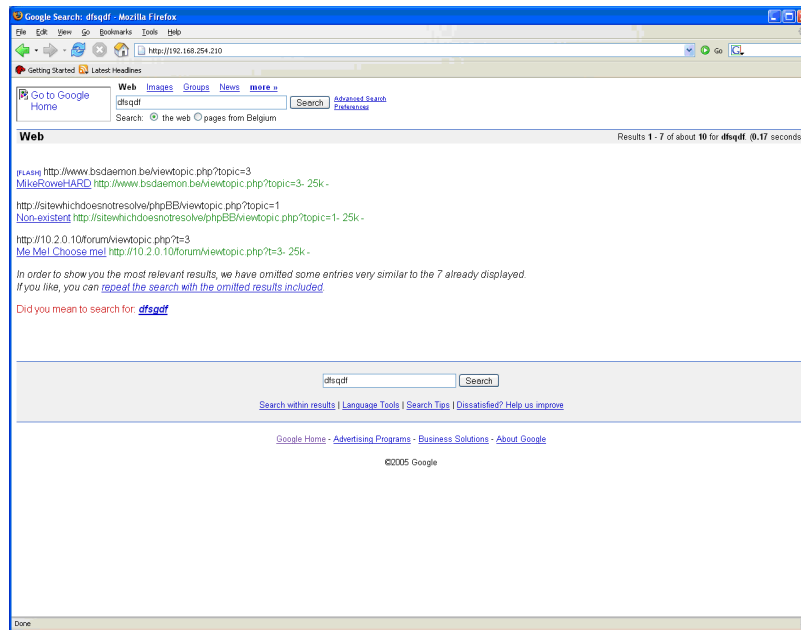 Google Search: dfsqdf - Mozilla Firefox
File Edit View Go Bookmarks Tools Help
http://192.168.254.210 Go G
Getting Started Latest Headlines
Go to Google Home
Web Images Groups News more »
dfsqdf Search Advanced Search
Preferences
Search: the web pages from Belgium
Web Results 1 - 7 of about 10 for dfsqdf. (0.17 seconds
[FLASH] http://www.bsdaemon.be/viewtopic.php?topic=3
MikeRoweHARD http://www.bsdaemon.be/viewtopic.php?topic=3- 25k -
http://sitewhichdoesnotresolve/phpBB/viewtopic.php?topic=1
Non-existent http://sitewhichdoesnotresolve/phpBB/viewtopic.php?topic=1- 25k -
http://10.2.0.10/forum/viewtopic.php?t=3
Me Me! Choose me! http://10.2.0.10/forum/viewtopic.php?t=3- 25k -
In order to show you the most relevant results, we have omitted some entries very similar to the 7 already displayed.
If you like, you can repeat the search with the omitted results included.
Did you mean to search for: dfsgdf
dfsqdf Search
Search within results | Language Tools | Search Tips | Dissatisfied? Help us improve
Google Home - Advertising Programs - Business Solutions - About Google
©2005 Google
Done